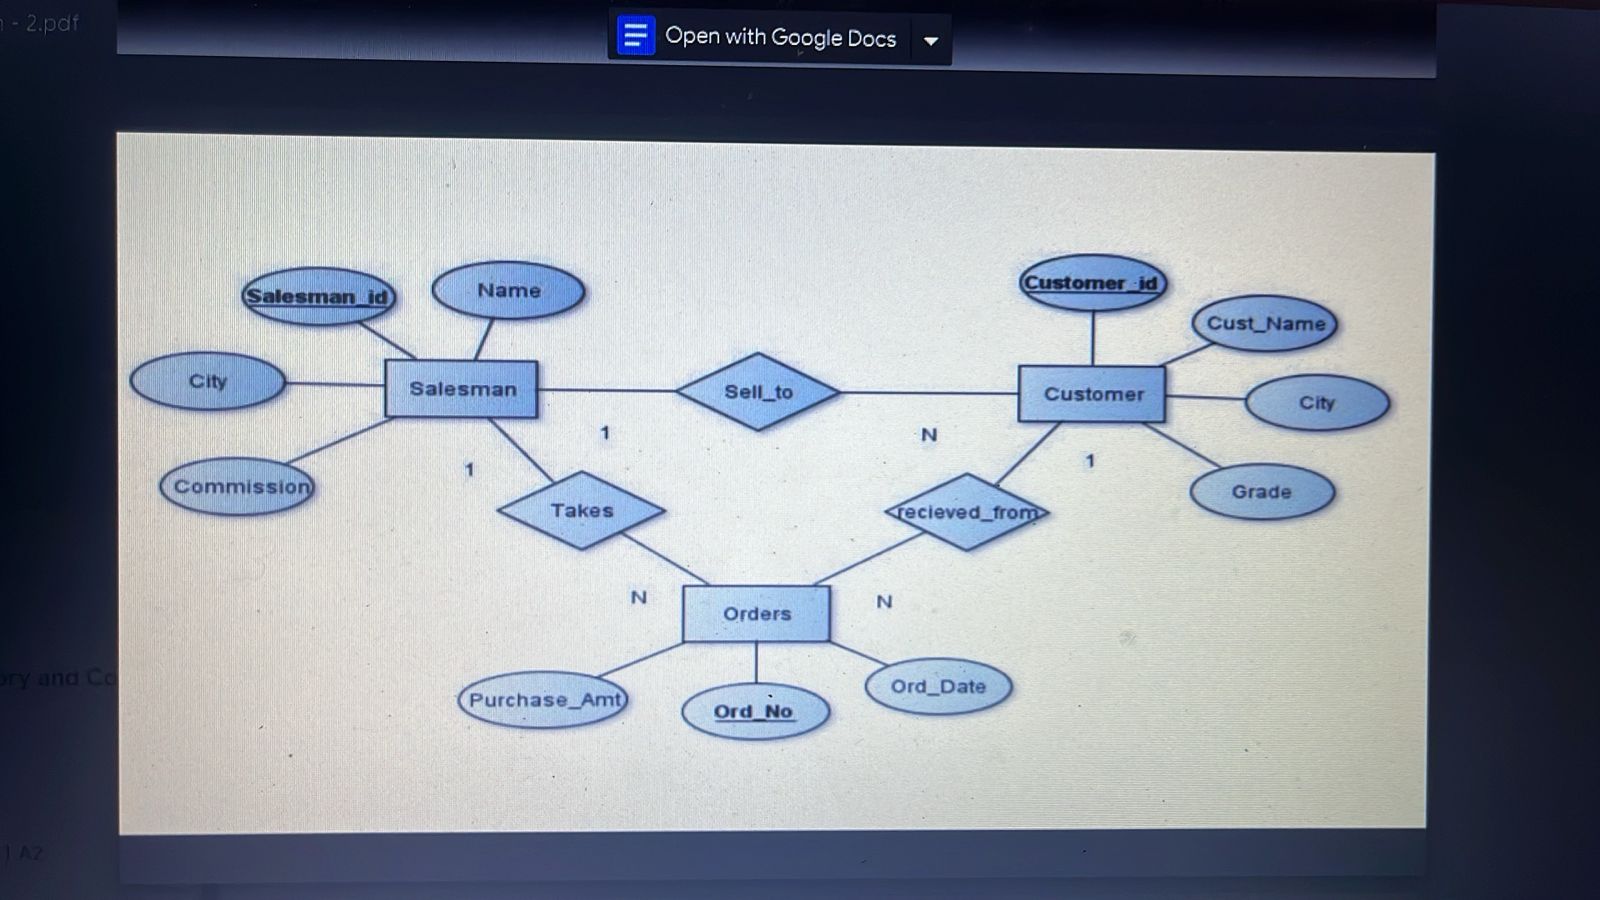 - 2.pdf
Open with Google Docs
Salesman_id
Name
Customer_id
Cust_Name
City
Salesman
Sell_to
Customer
City
1
N
1
1
Commission
Grade
Takes
recieved_from
N
Orders
N
Purchase_Amt
Ord_No
Ord_Date
ory and Co
A2